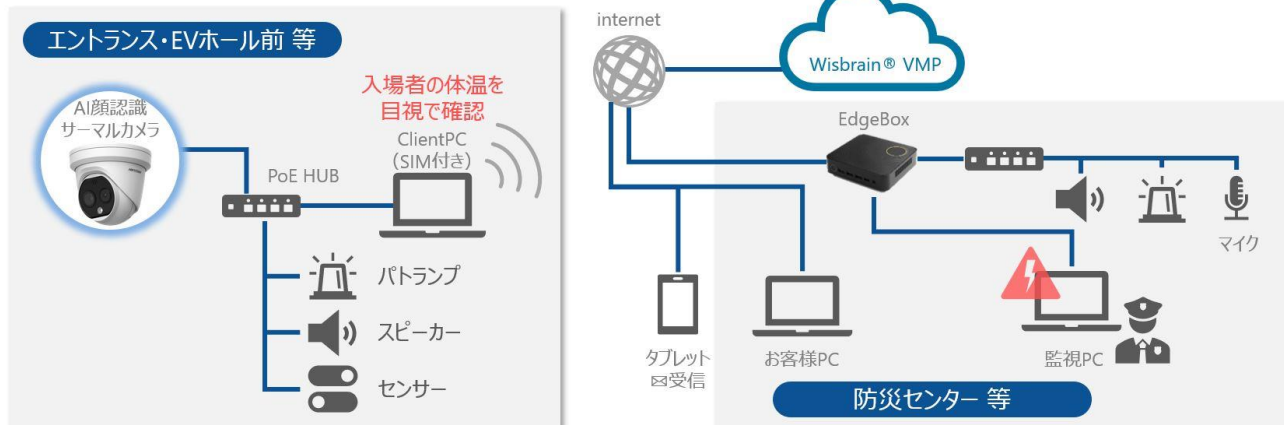 エントランス・EVホール前 等
AI顔認識
サーマルカメラ
入場者の体温を
目視で確認
ClientPC
(SIM付き)
PoE HUB
パトランプ
スピーカー
センサー
internet
Wisbrain® VMP
EdgeBox
マイク
タブレット
✉受信
お客様PC
監視PC
防災センター 等